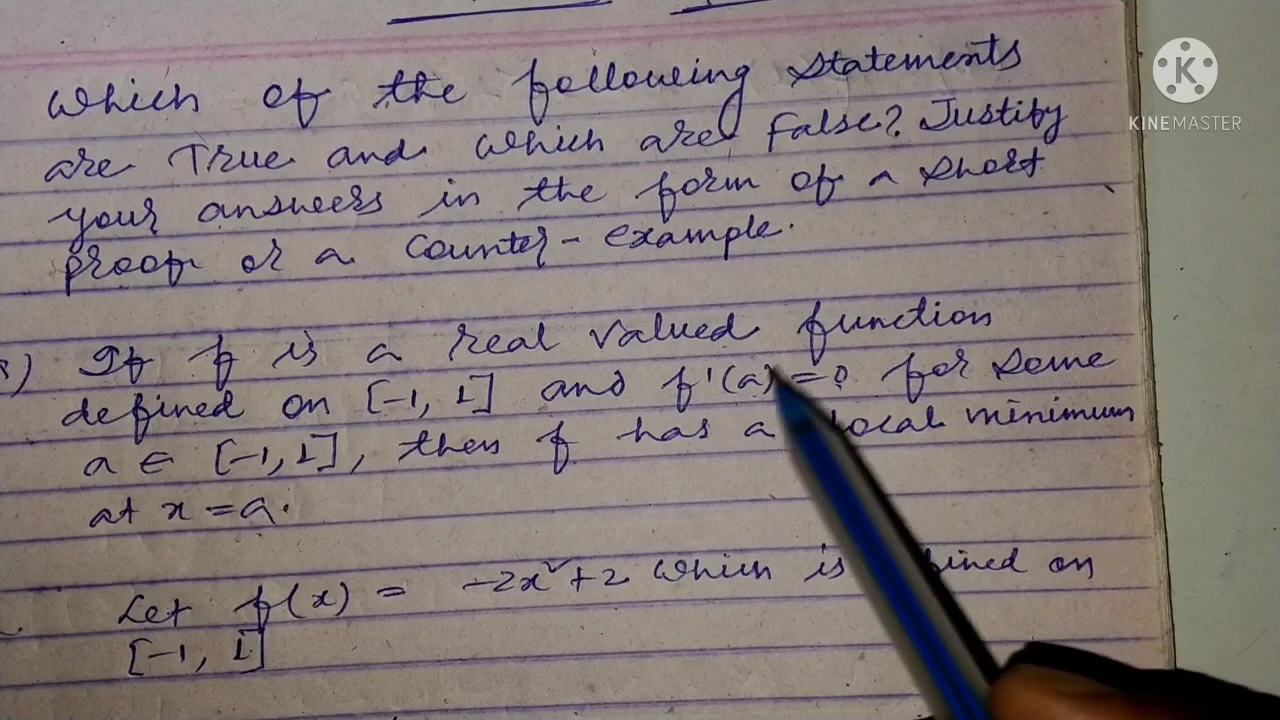 Which of the following statements
are True and which are False? Justify
your answers in the form of a short
proof or a counter-example.
If f is a real valued function
defined on [-1, 1] and f'(a) = 0 for some
a ∈ [-1, 1], then f has a local minimum
at x = a.
Let f(x) = -2x²+2 which is on
[-1, 1]
K
KINEMASTER